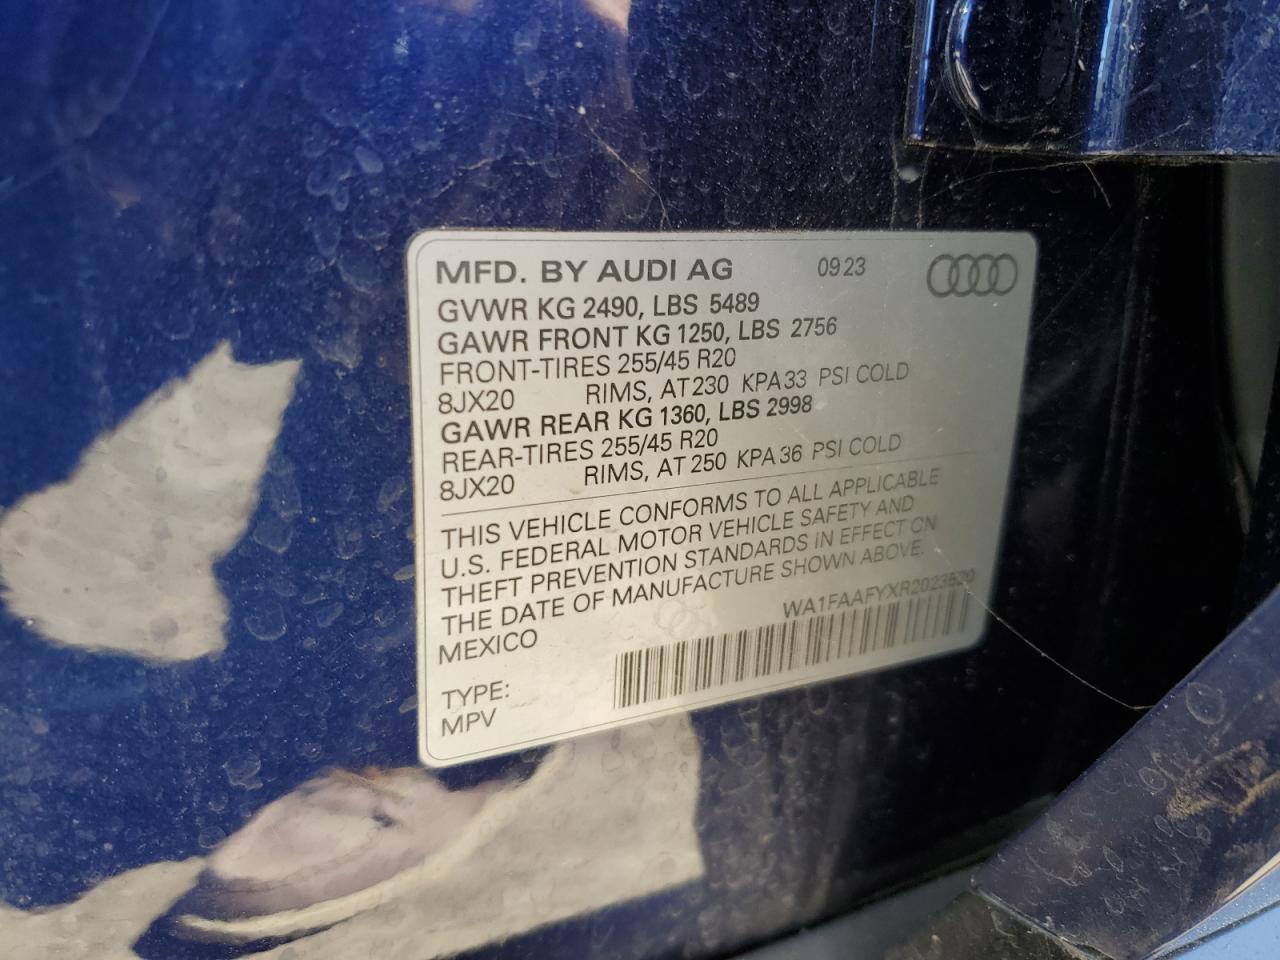 MFD. BY AUDI AG 09 23
GVWR KG 2490, LBS 5489
GAWR FRONT KG 1250, LBS 2756
FRONT-TIRES 255/45 R20
8JX20 RIMS, AT 230 KPA 33 PSI COLD
GAWR REAR KG 1360, LBS 2998
REAR-TIRES 255/45 R20
8JX20 RIMS, AT 250 KPA 36 PSI COLD
THIS VEHICLE CONFORMS TO ALL APPLICABLE
U.S. FEDERAL MOTOR VEHICLE SAFETY AND
THEFT PREVENTION STANDARDS IN EFFECT ON
THE DATE OF MANUFACTURE SHOWN ABOVE.
WA1FAAFYXR2023520
MEXICO
TYPE:
MPV